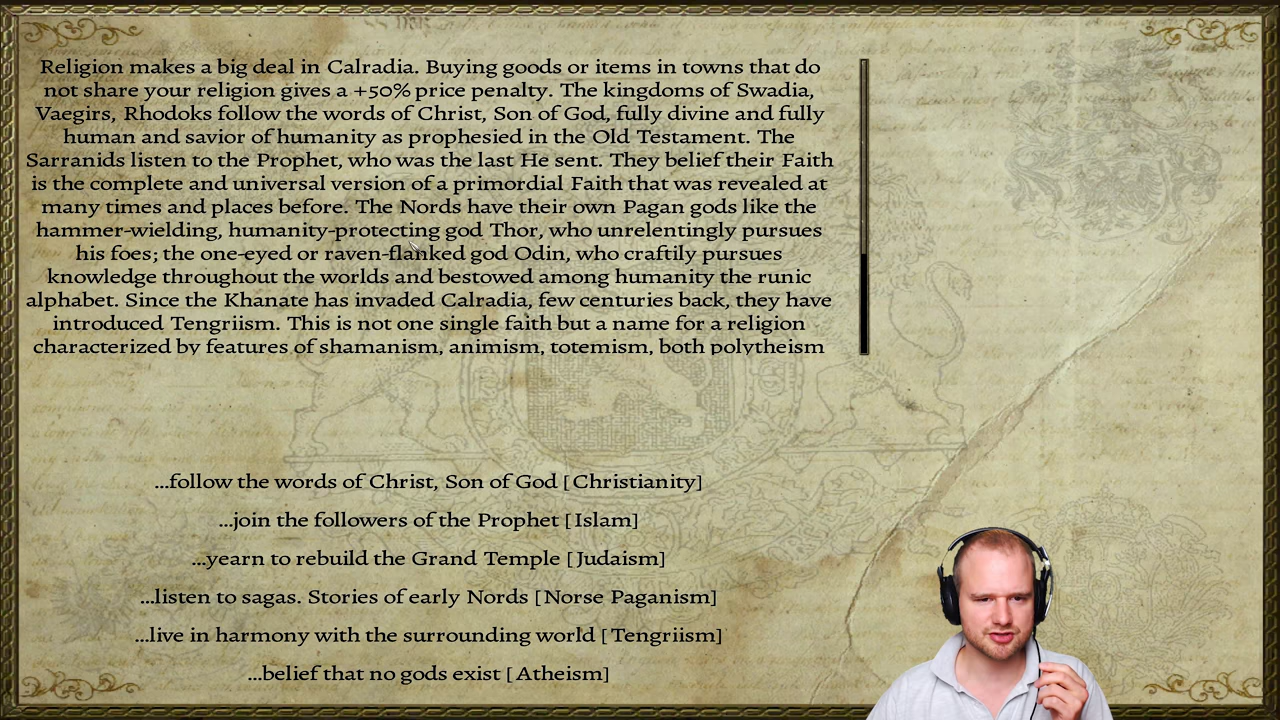 Religion makes a big deal in Calradia. Buying goods or items in towns that do
not share your religion gives a +50% price penalty. The kingdoms of Swadia,
Vaegirs, Rhodoks follow the words of Christ, Son of God, fully divine and fully
human and savior of humanity as prophesied in the Old Testament. The
Sarranids listen to the Prophet, who was the last He sent. They belief their Faith
is the complete and universal version of a primordial Faith that was revealed at
many times and places before. The Nords have their own Pagan gods like the
hammer-wielding, humanity-protecting god Thor, who unrelentingly pursues
his foes; the one-eyed or raven-flanked god Odin, who craftily pursues
knowledge throughout the worlds and bestowed among humanity the runic
alphabet. Since the Khanate has invaded Calradia, few centuries back, they have
introduced Tengriism. This is not one single faith but a name for a religion
characterized by features of shamanism, animism, totemism, both polytheism
...follow the words of Christ, Son of God [Christianity]
...join the followers of the Prophet [Islam]
...yearn to rebuild the Grand Temple [Judaism]
...listen to sagas. Stories of early Nords [Norse Paganism]
...live in harmony with the surrounding world [Tengriism]
...belief that no gods exist [Atheism]